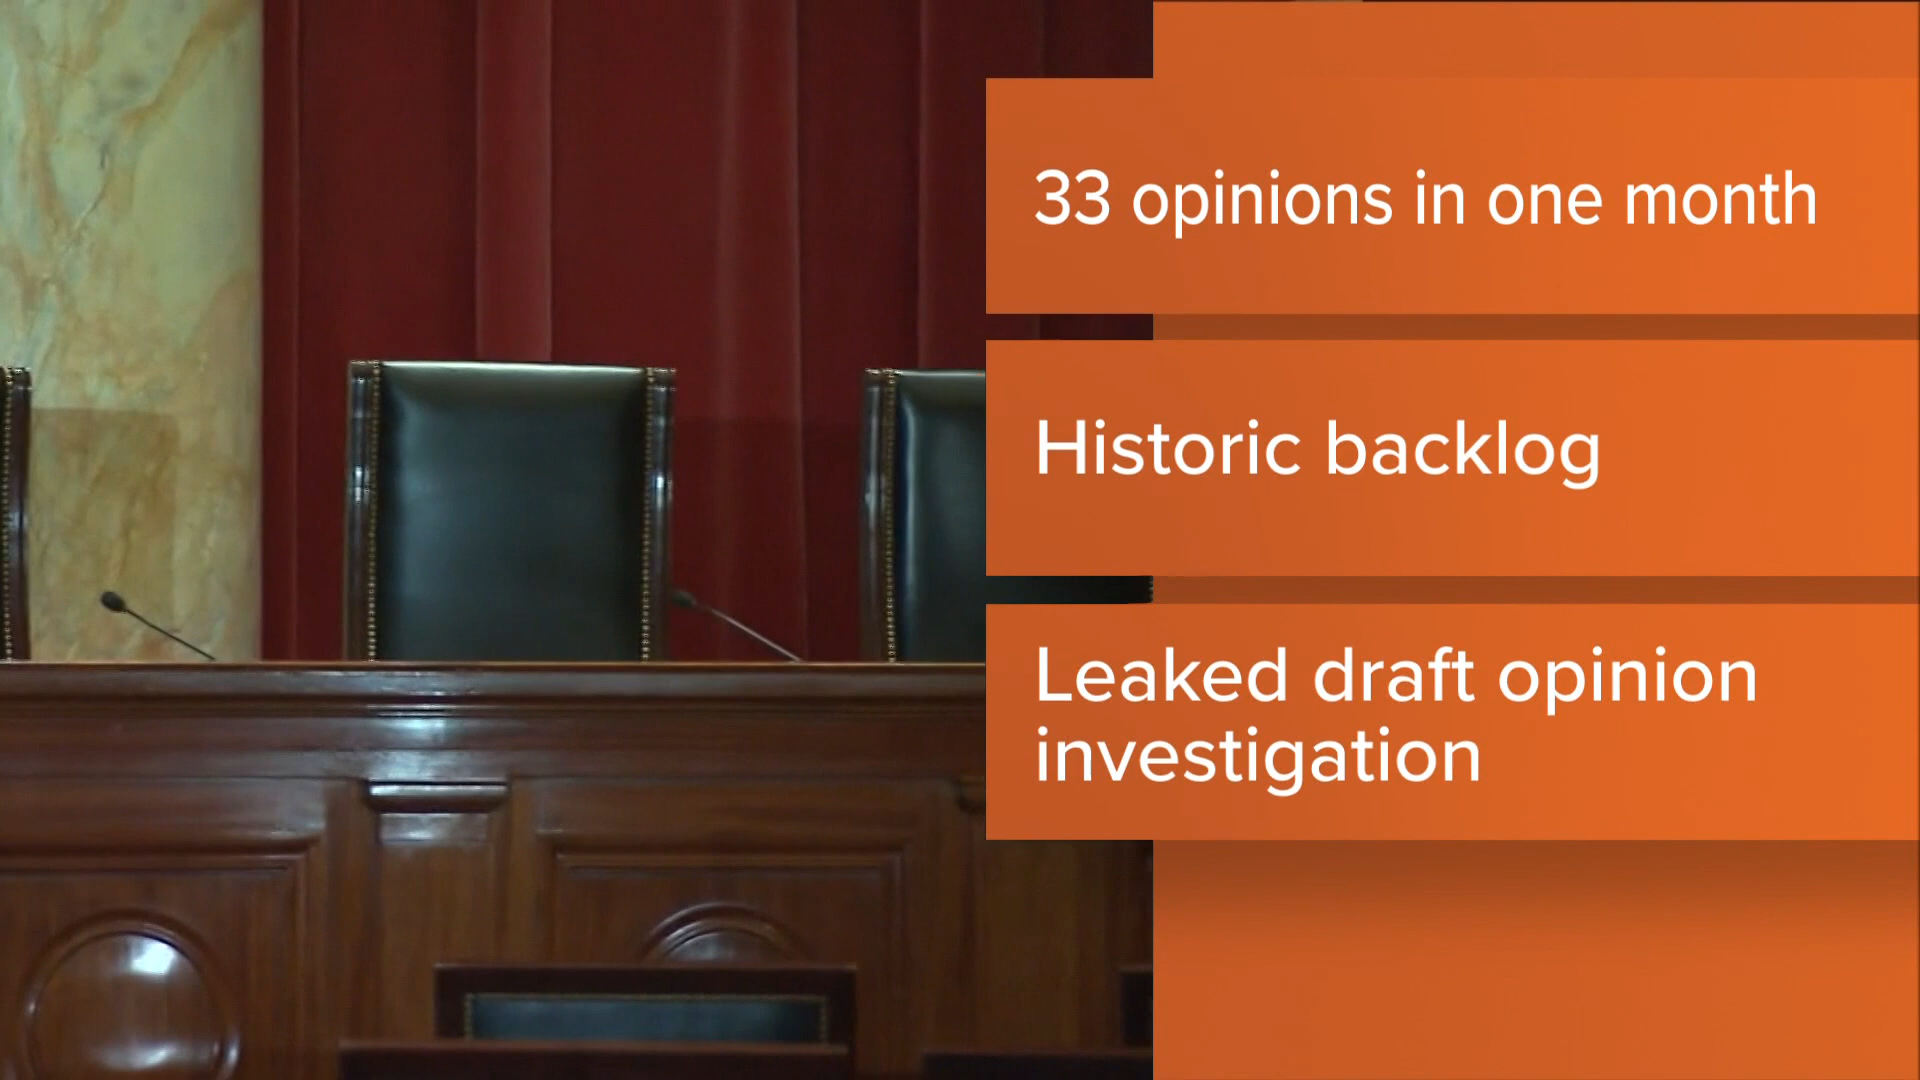 33 opinions in one month
Historic backlog
Leaked draft opinion
investigation